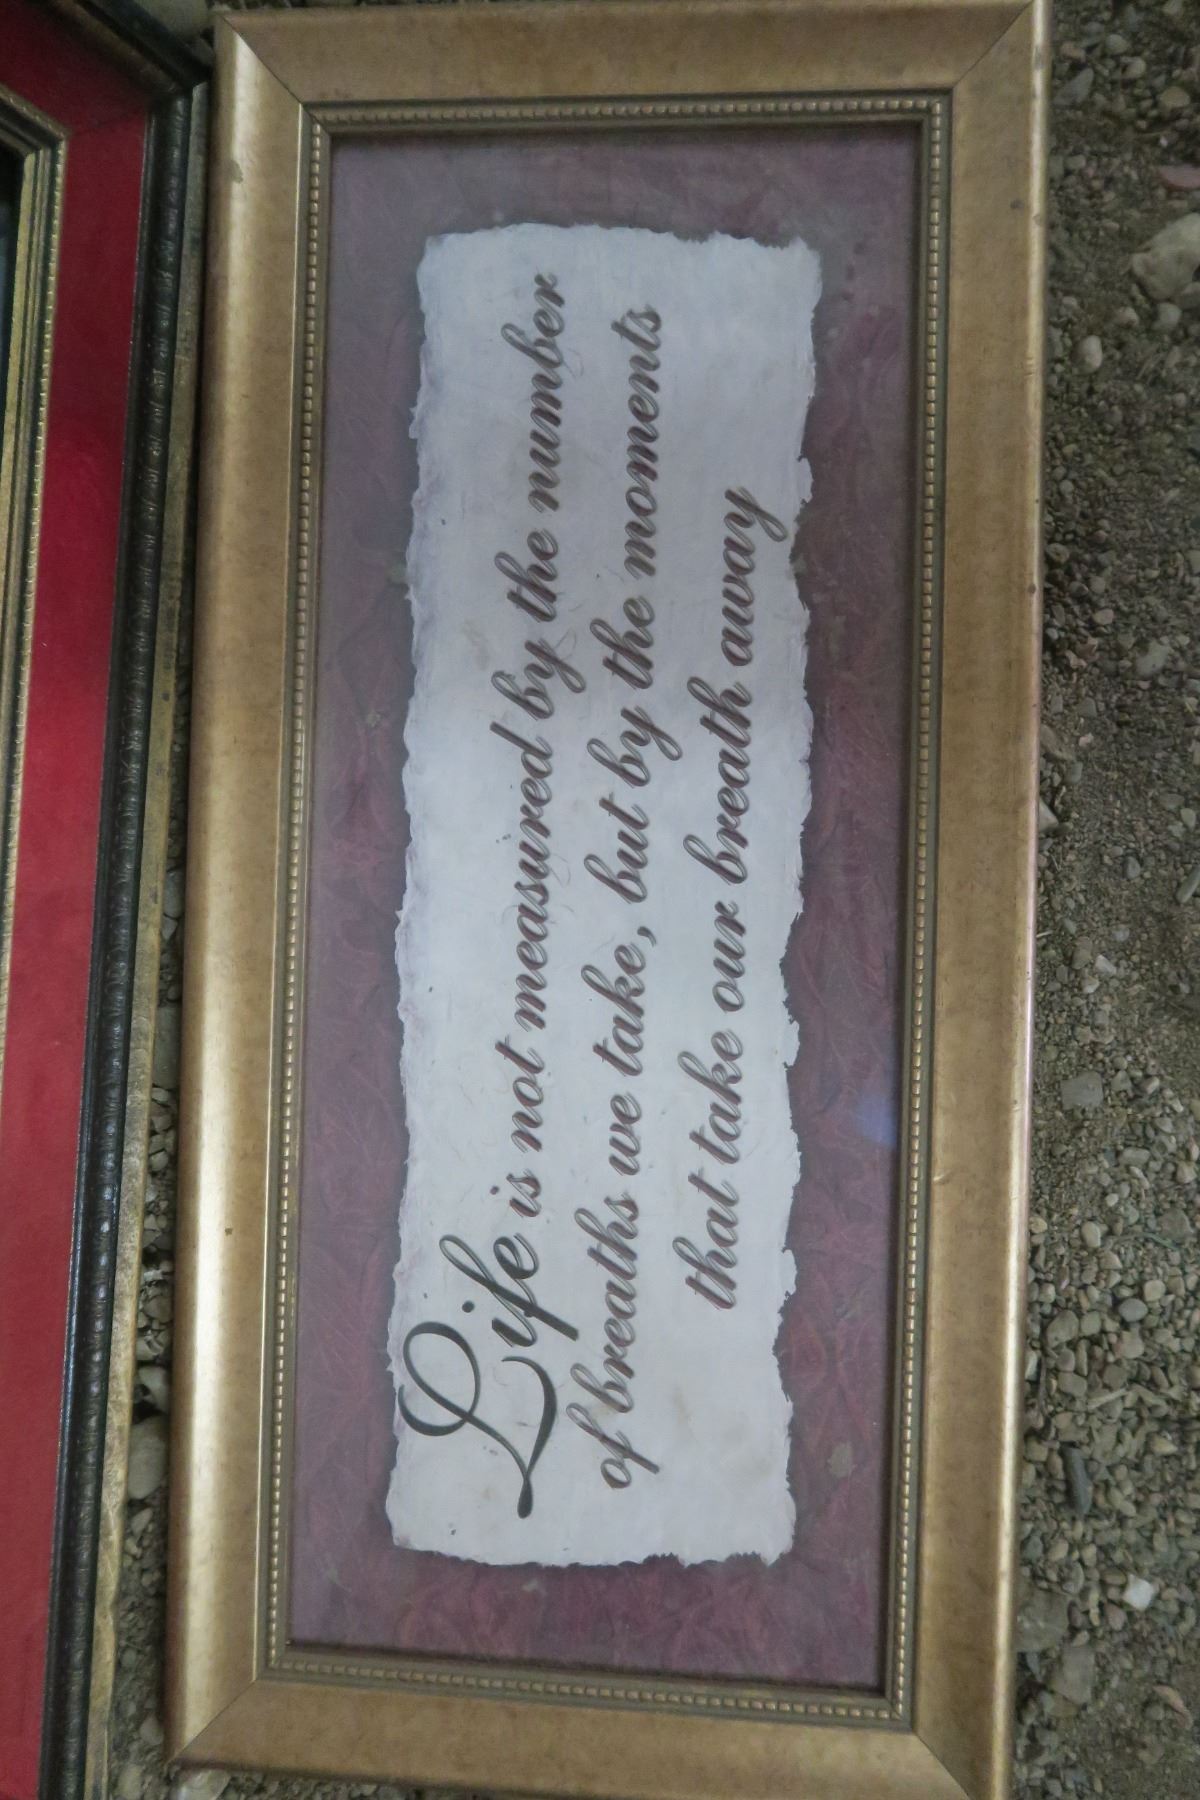 Life is not measured by the number
of breaths we take, but by the moments
that take our breath away